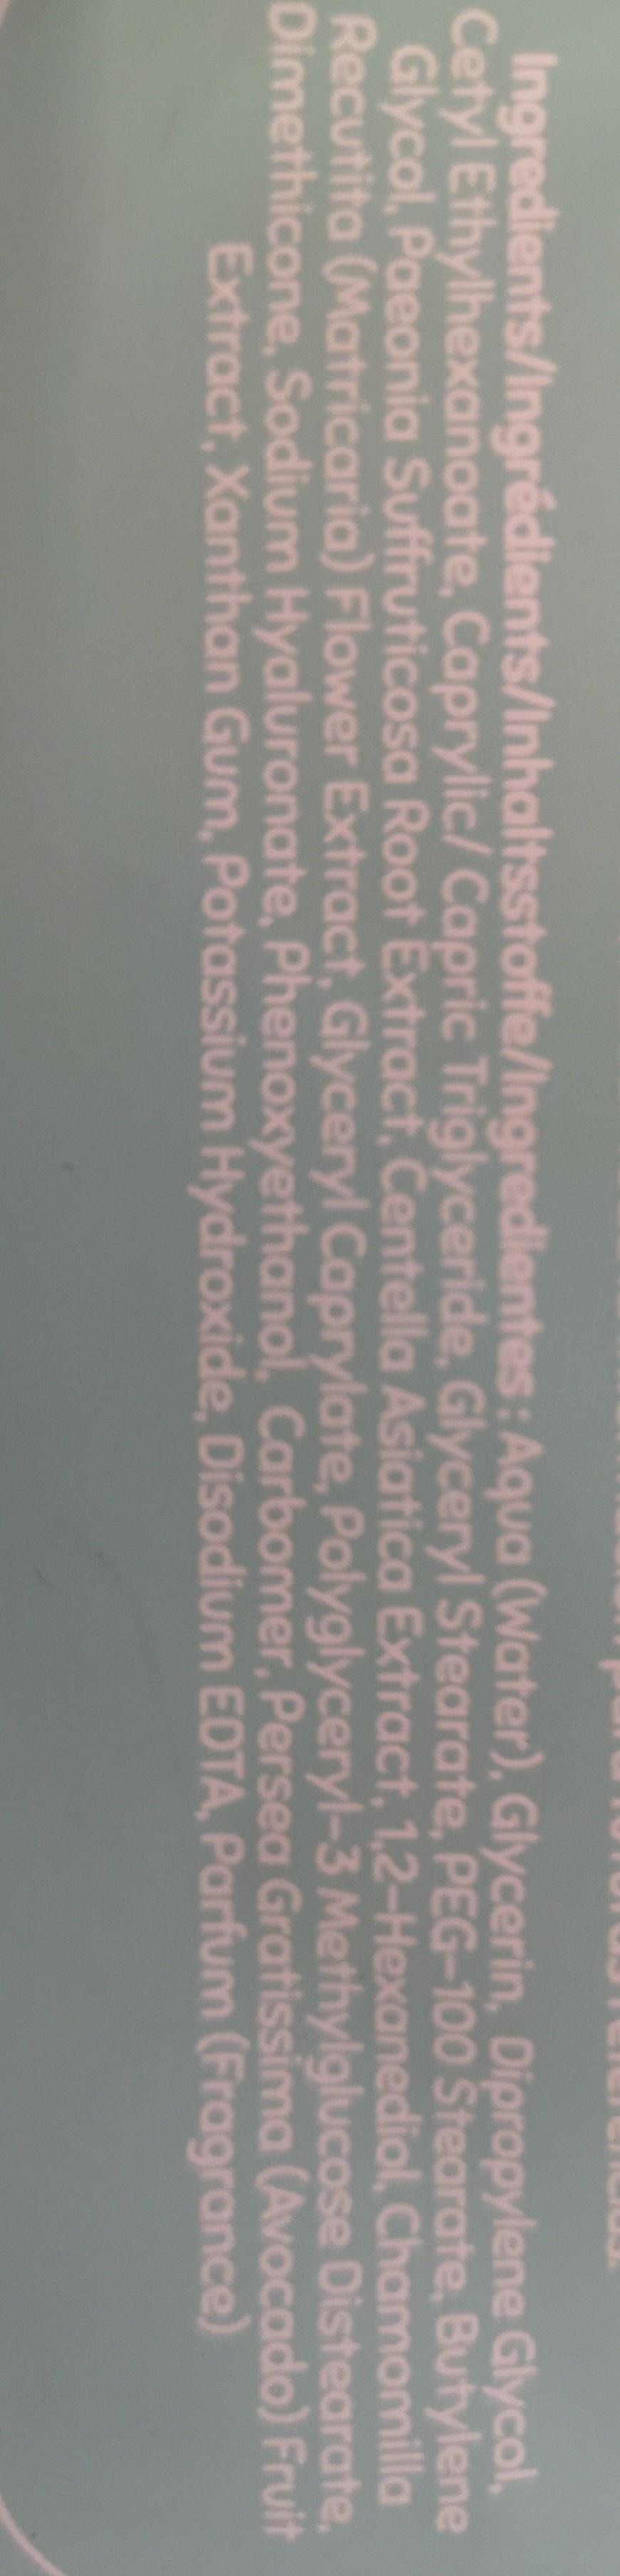 Ingredients/Ingrédients/Inhaltsstoffe/Ingredientes : Aqua (Water), Glycerin, Dipropylene Glycol,
Cetyl Ethylhexanoate, Caprylic/ Capric Triglyceride, Glyceryl Stearate, PEG-100 Stearate, Butylene
Glycol, Paeonia Suffruticosa Root Extract, Centella Asiatica Extract, 1,2-Hexanediol, Chamomilla
Recutita (Matricaria) Flower Extract, Glyceryl Caprylate, Polyglyceryl-3 Methylglucose Distearate,
Dimethicone, Sodium Hyaluronate, Phenoxyethanol, Carbomer, Persea Gratissima (Avocado) Fruit
Extract, Xanthan Gum, Potassium Hydroxide, Disodium EDTA, Parfum (Fragrance)